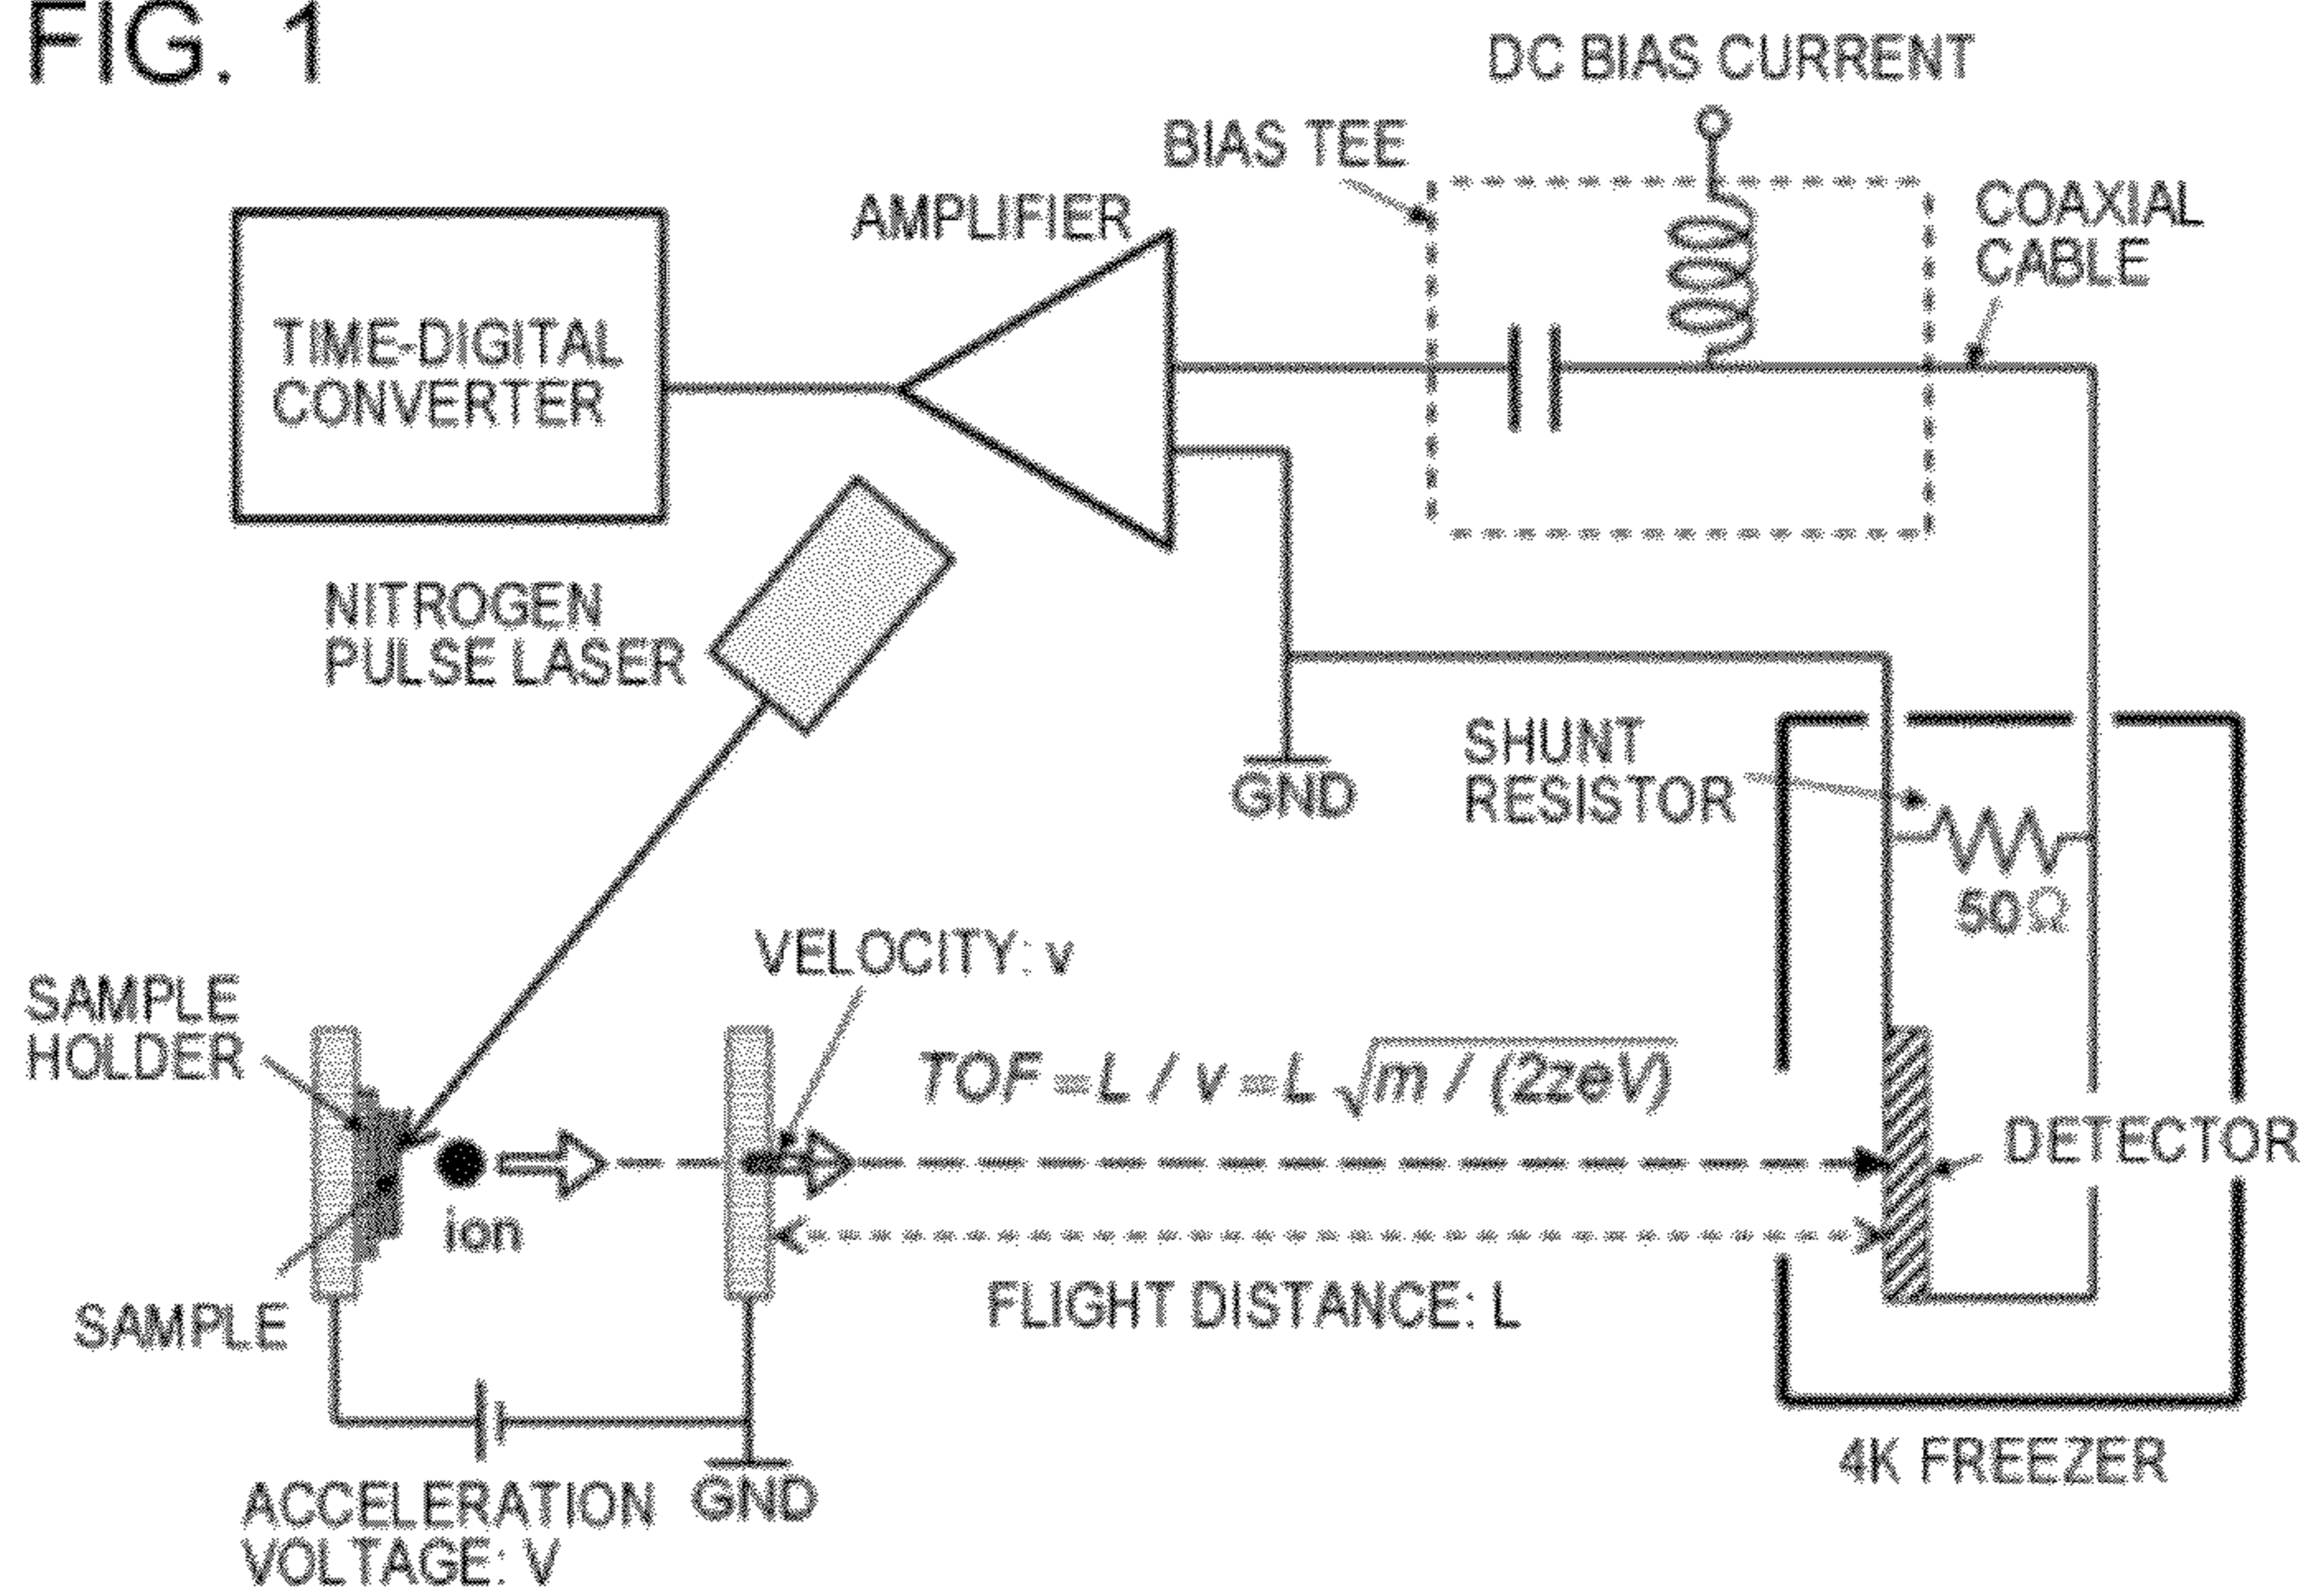 FIG. 1
DC BIAS CURRENT
BIAS TEE
AMPLIFIER
COAXIAL
CABLE
TIME-DIGITAL
CONVERTER
NITROGEN
PULSE LASER
SHUNT
RESISTOR
GND
50Ω
VELOCITY: v
SAMPLE
HOLDER
TOF = L / v = L √m / (2zeV)
DETECTOR
ion
FLIGHT DISTANCE: L
SAMPLE
4K FREEZER
ACCELERATION
VOLTAGE: V
GND